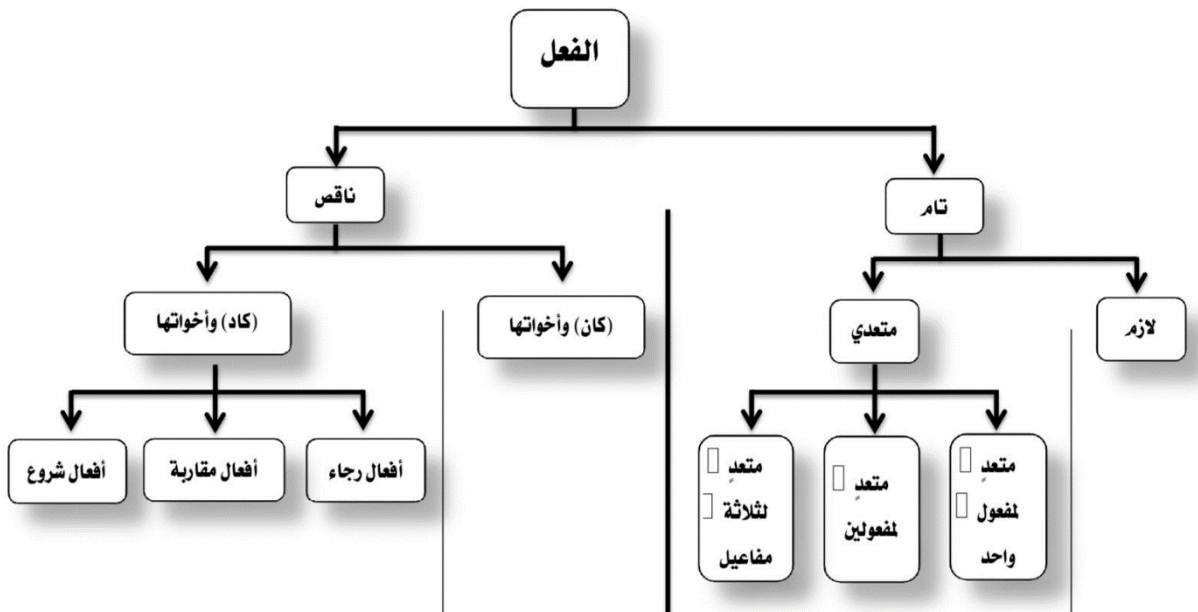 الفعل
تام
ناقص
لازم
متعدي
(كان) وأخواتها
(كاد) وأخواتها
متعدٍ
لمفعول
واحد
متعدٍ
لمفعولين
متعدٍ
لثلاثة
مفاعيل
أفعال رجاء
أفعال مقاربة
أفعال شروع